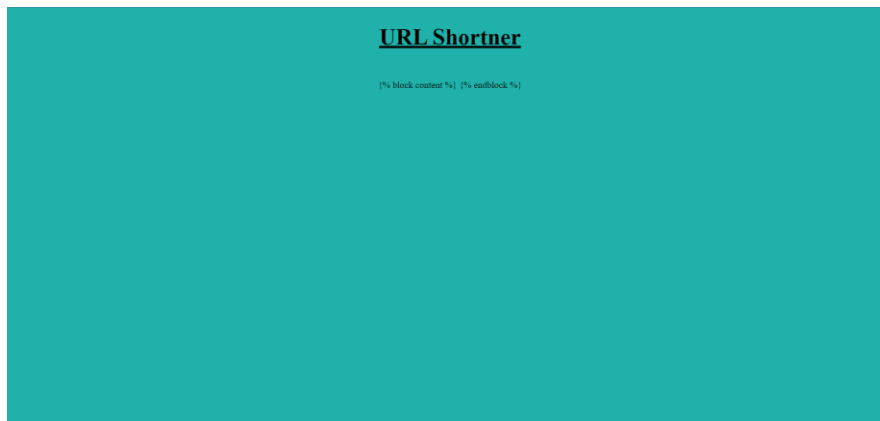 URL Shortner
{% block content %} {% endblock %}